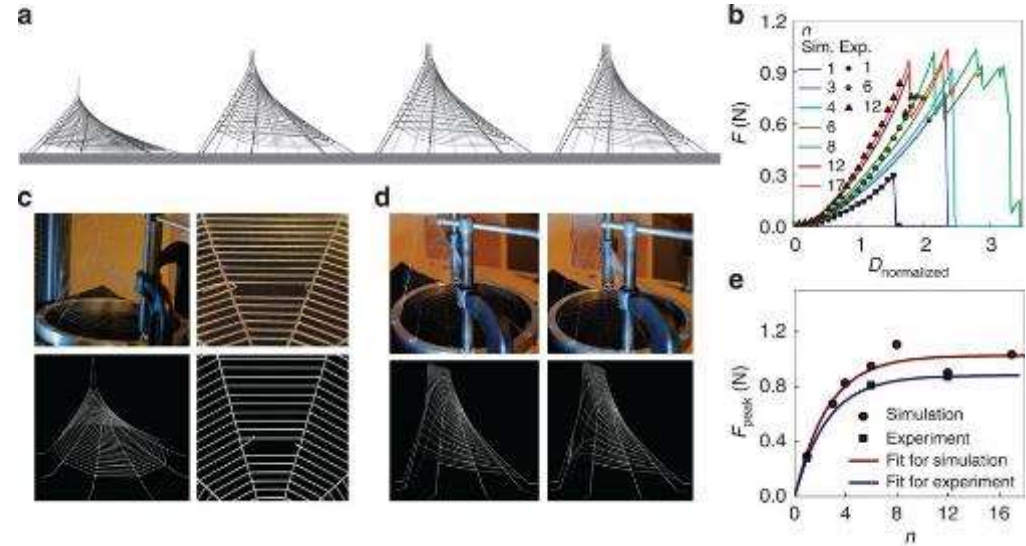 a
b
1.2
0.9
0.6
0.3
0.0
F (N)
n
Sim. Exp.
1 1
3 6
4 12
6
8
12
17
0 1 2 3
D normalized
c
d
e
1.2
0.8
0.4
0.0
F peak (N)
Simulation
Experiment
Fit for simulation
Fit for experiment
0 4 8 12 16
n